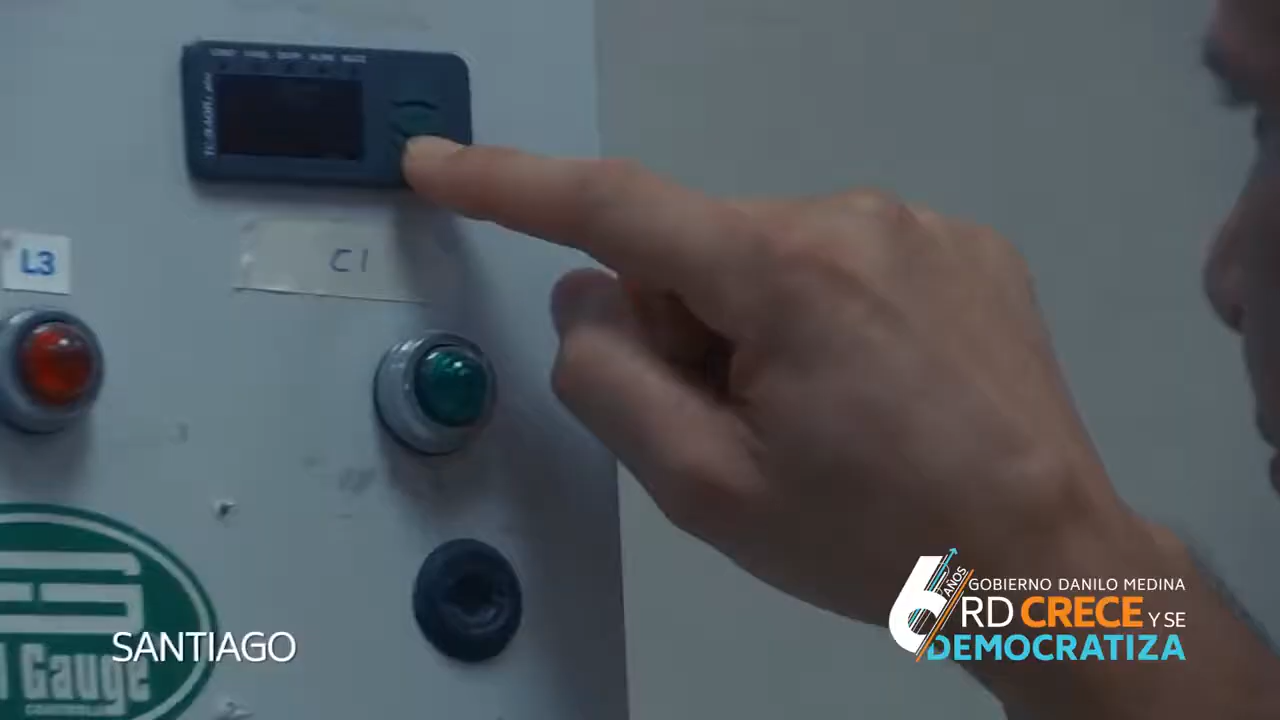 L3
C1
Gauge
SANTIAGO
6 AÑOS
GOBIERNO DANILO MEDINA
RD CRECE Y SE
DEMOCRATIZA